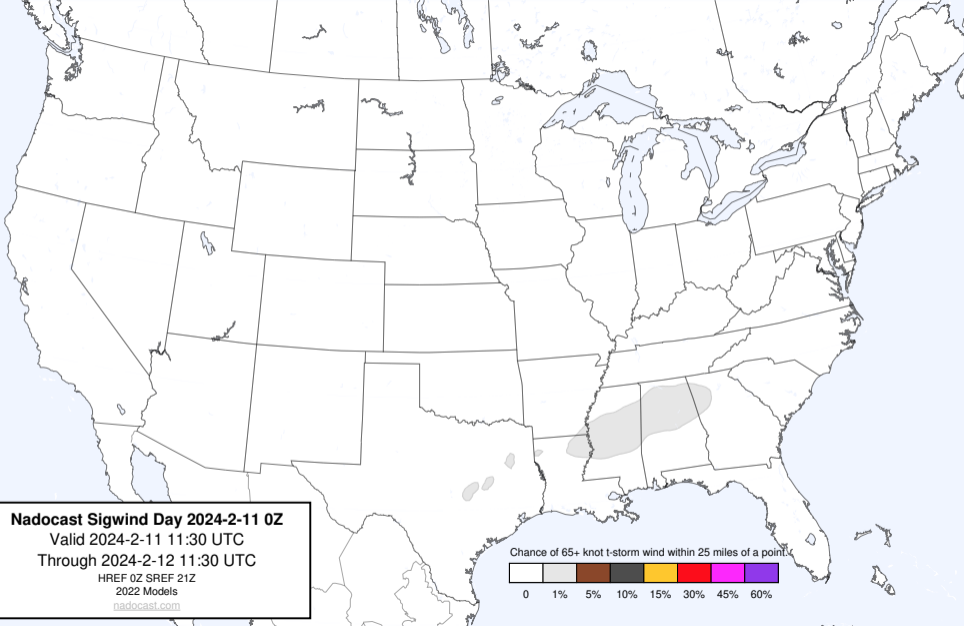 Nadocast Sigwind Day 2024-2-11 0Z
Valid 2024-2-11 11:30 UTC
Through 2024-2-12 11:30 UTC
HREF 0Z SREF 21Z
2022 Models
nadocast.com
Chance of 65+ knot t-storm wind within 25 miles of a point.
0 1% 5% 10% 15% 30% 45% 60%